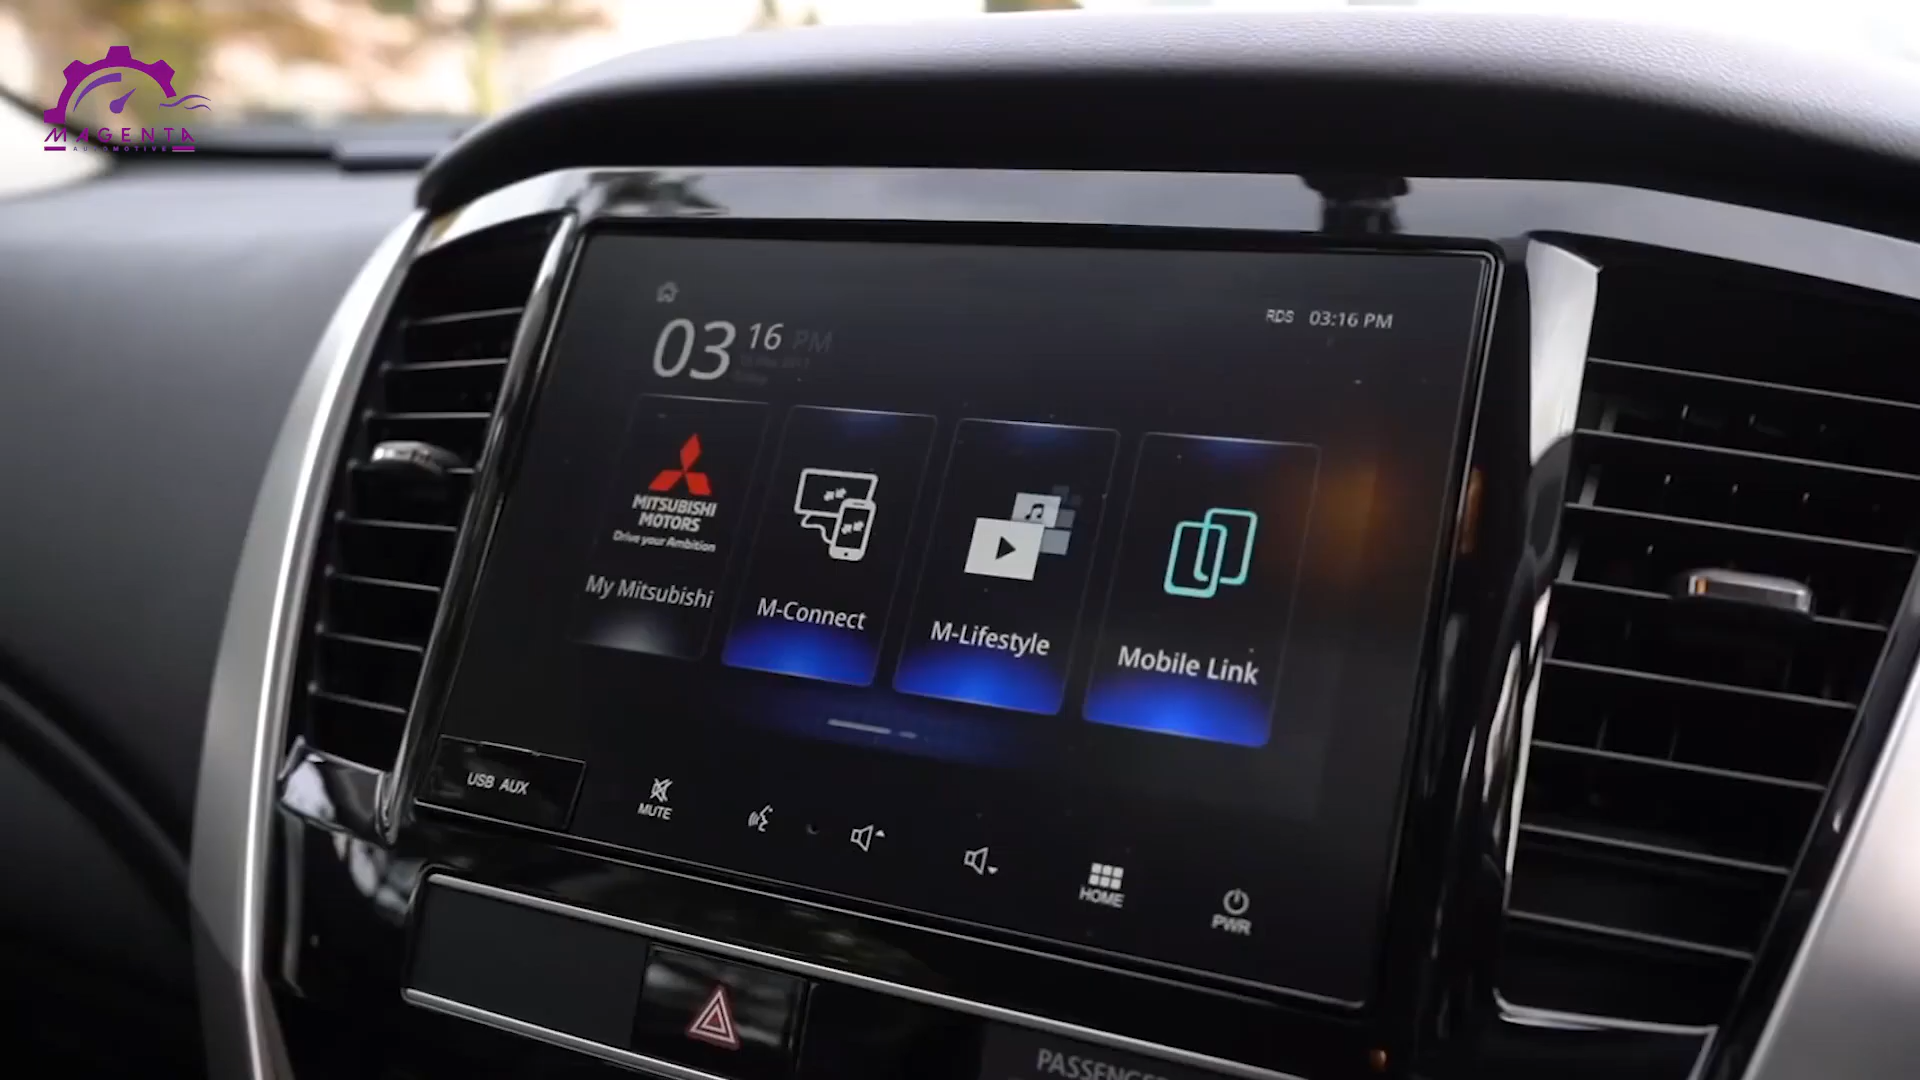 MAGENTA
AUTOMOTIVE
03 16 PM
RDS 03:16 PM
MITSUBISHI
MOTORS
Drive your Ambition
My Mitsubishi
M-Connect
M-Lifestyle
Mobile Link
USB AUX
MUTE
HOME
PWR